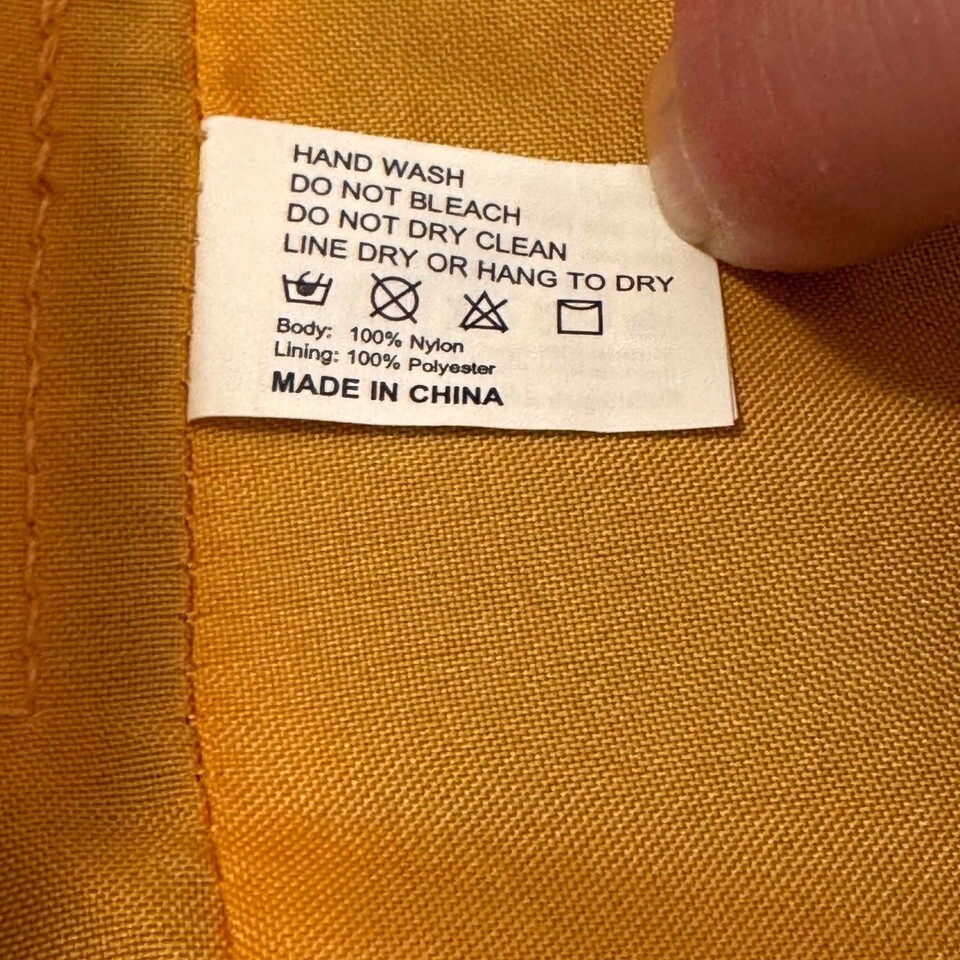 HAND WASH
DO NOT BLEACH
DO NOT DRY CLEAN
LINE DRY OR HANG TO DRY
Body: 100% Nylon
Lining: 100% Polyester
MADE IN CHINA